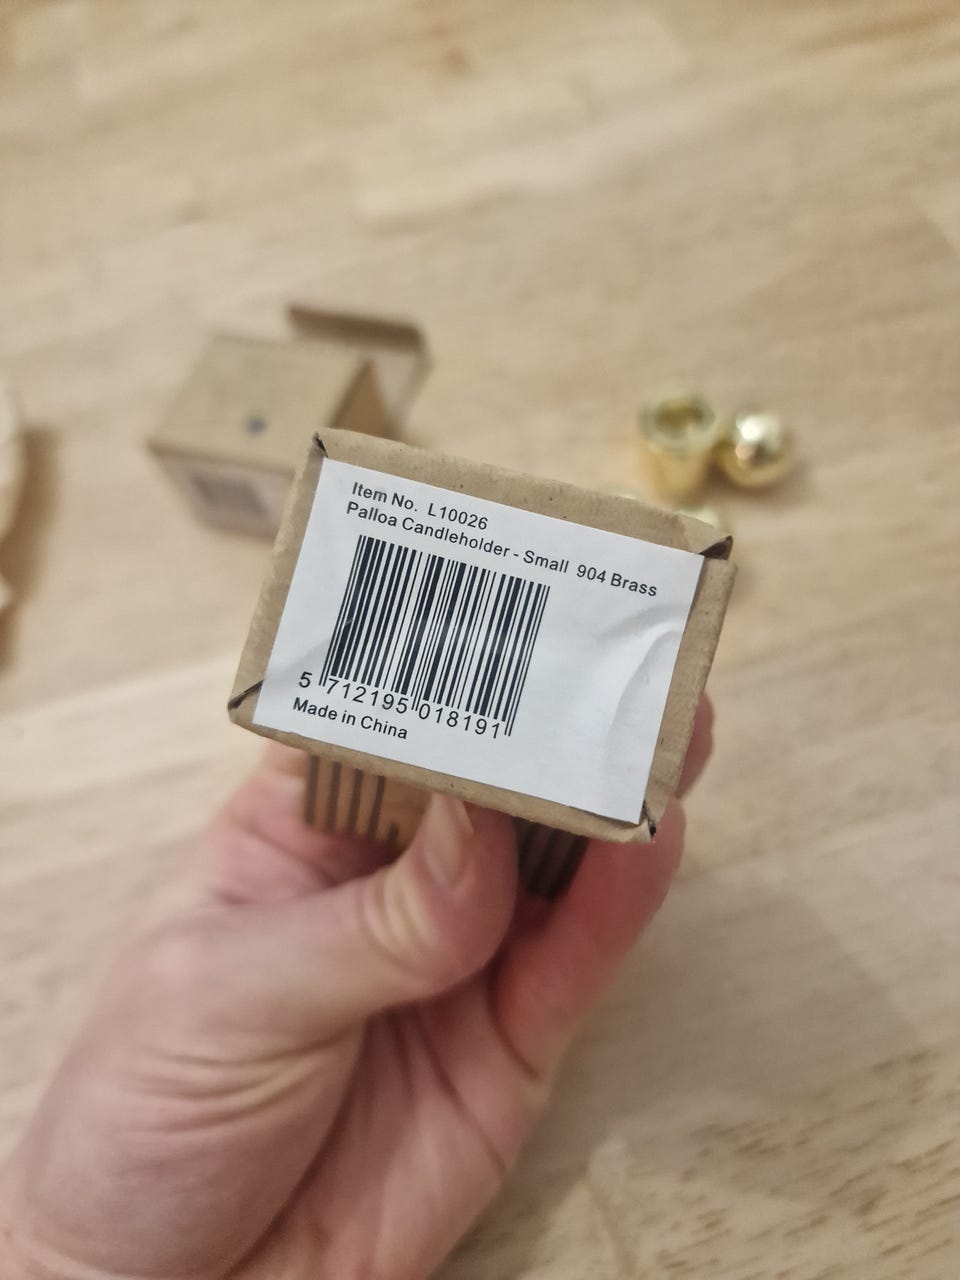 Item No. L10026
Palloa Candleholder - Small 904 Brass
5 712195 018191
Made in China